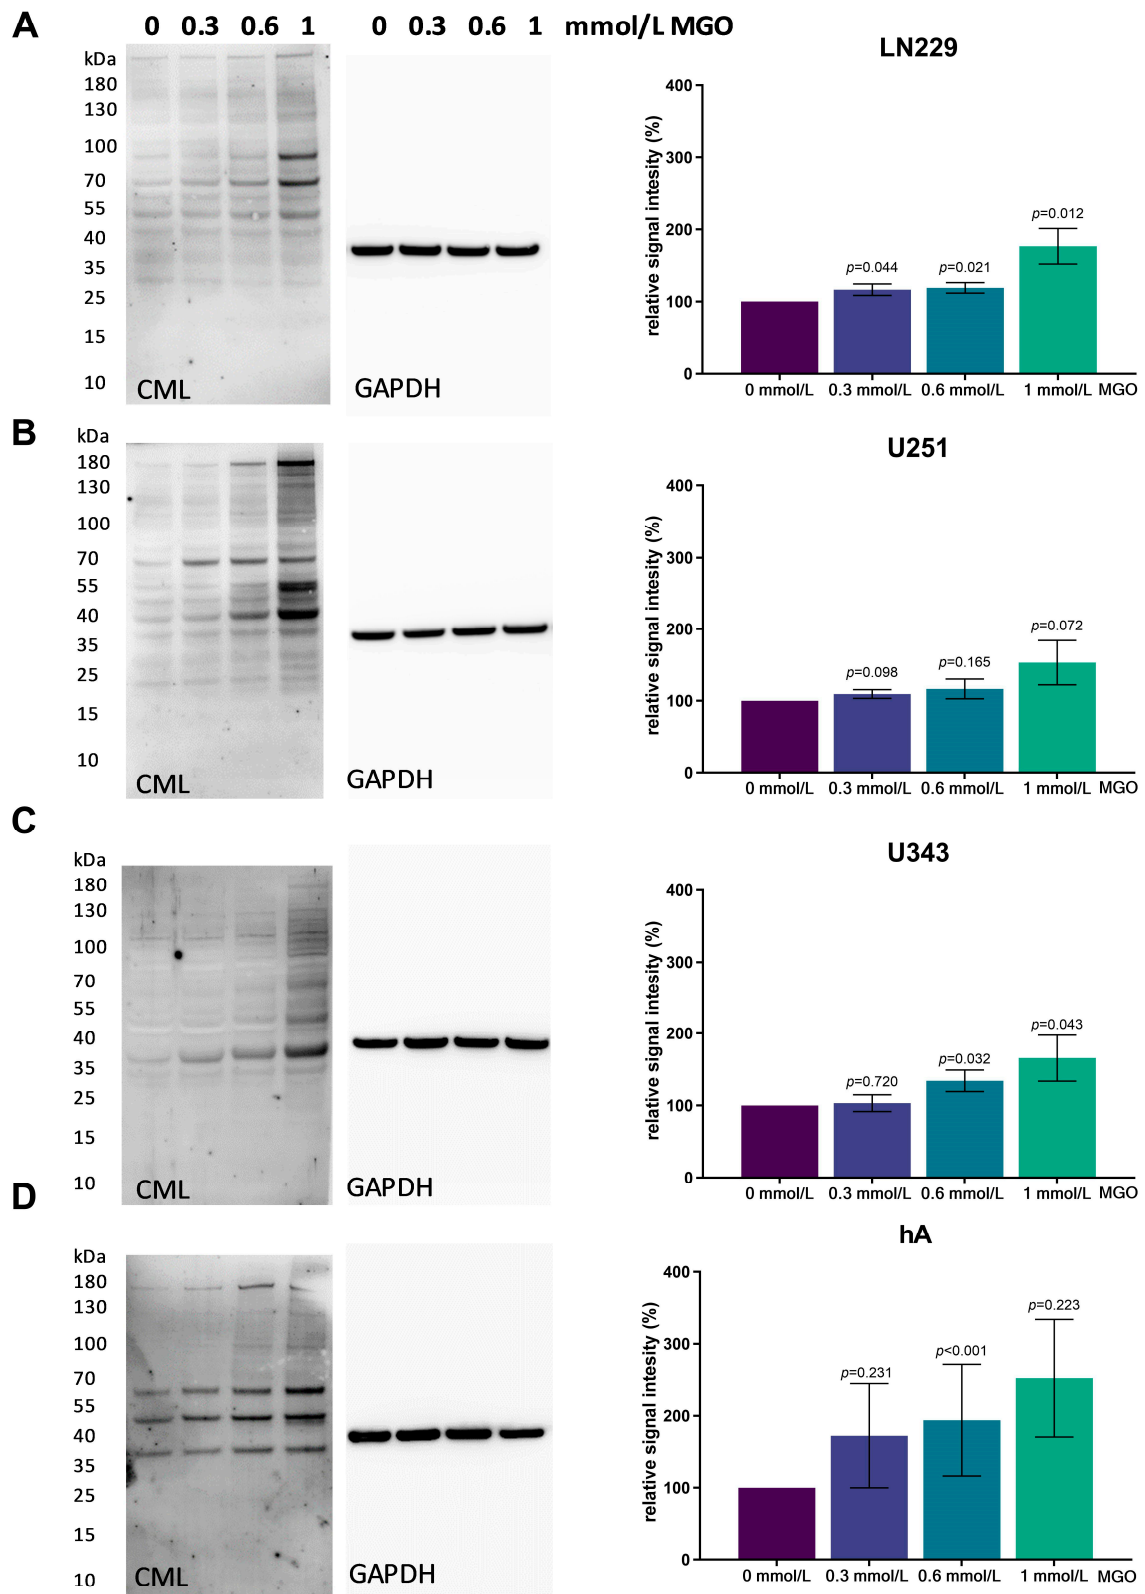 A
0 0.3 0.6 1 0 0.3 0.6 1 mmol/L MGO
kDa
180
130
100
70
55
40
35
25
15
10
CML
GAPDH
LN229
relative signal intesity (%)
400
300
200
100
0
p=0.044
p=0.021
p=0.012
0 mmol/L 0.3 mmol/L 0.6 mmol/L 1 mmol/L MGO
B
kDa
180
130
100
70
55
40
35
25
15
10
CML
GAPDH
U251
relative signal intesity (%)
400
300
200
100
0
p=0.098
p=0.165
p=0.072
0 mmol/L 0.3 mmol/L 0.6 mmol/L 1 mmol/L MGO
C
kDa
180
130
100
70
55
40
35
25
15
10
CML
GAPDH
U343
relative signal intesity (%)
400
300
200
100
0
p=0.720
p=0.032
p=0.043
0 mmol/L 0.3 mmol/L 0.6 mmol/L 1 mmol/L MGO
D
kDa
180
130
100
70
55
40
35
25
15
10
CML
GAPDH
hA
relative signal intesity (%)
400
300
200
100
0
p=0.231
p<0.001
p=0.223
0 mmol/L 0.3 mmol/L 0.6 mmol/L 1 mmol/L MGO